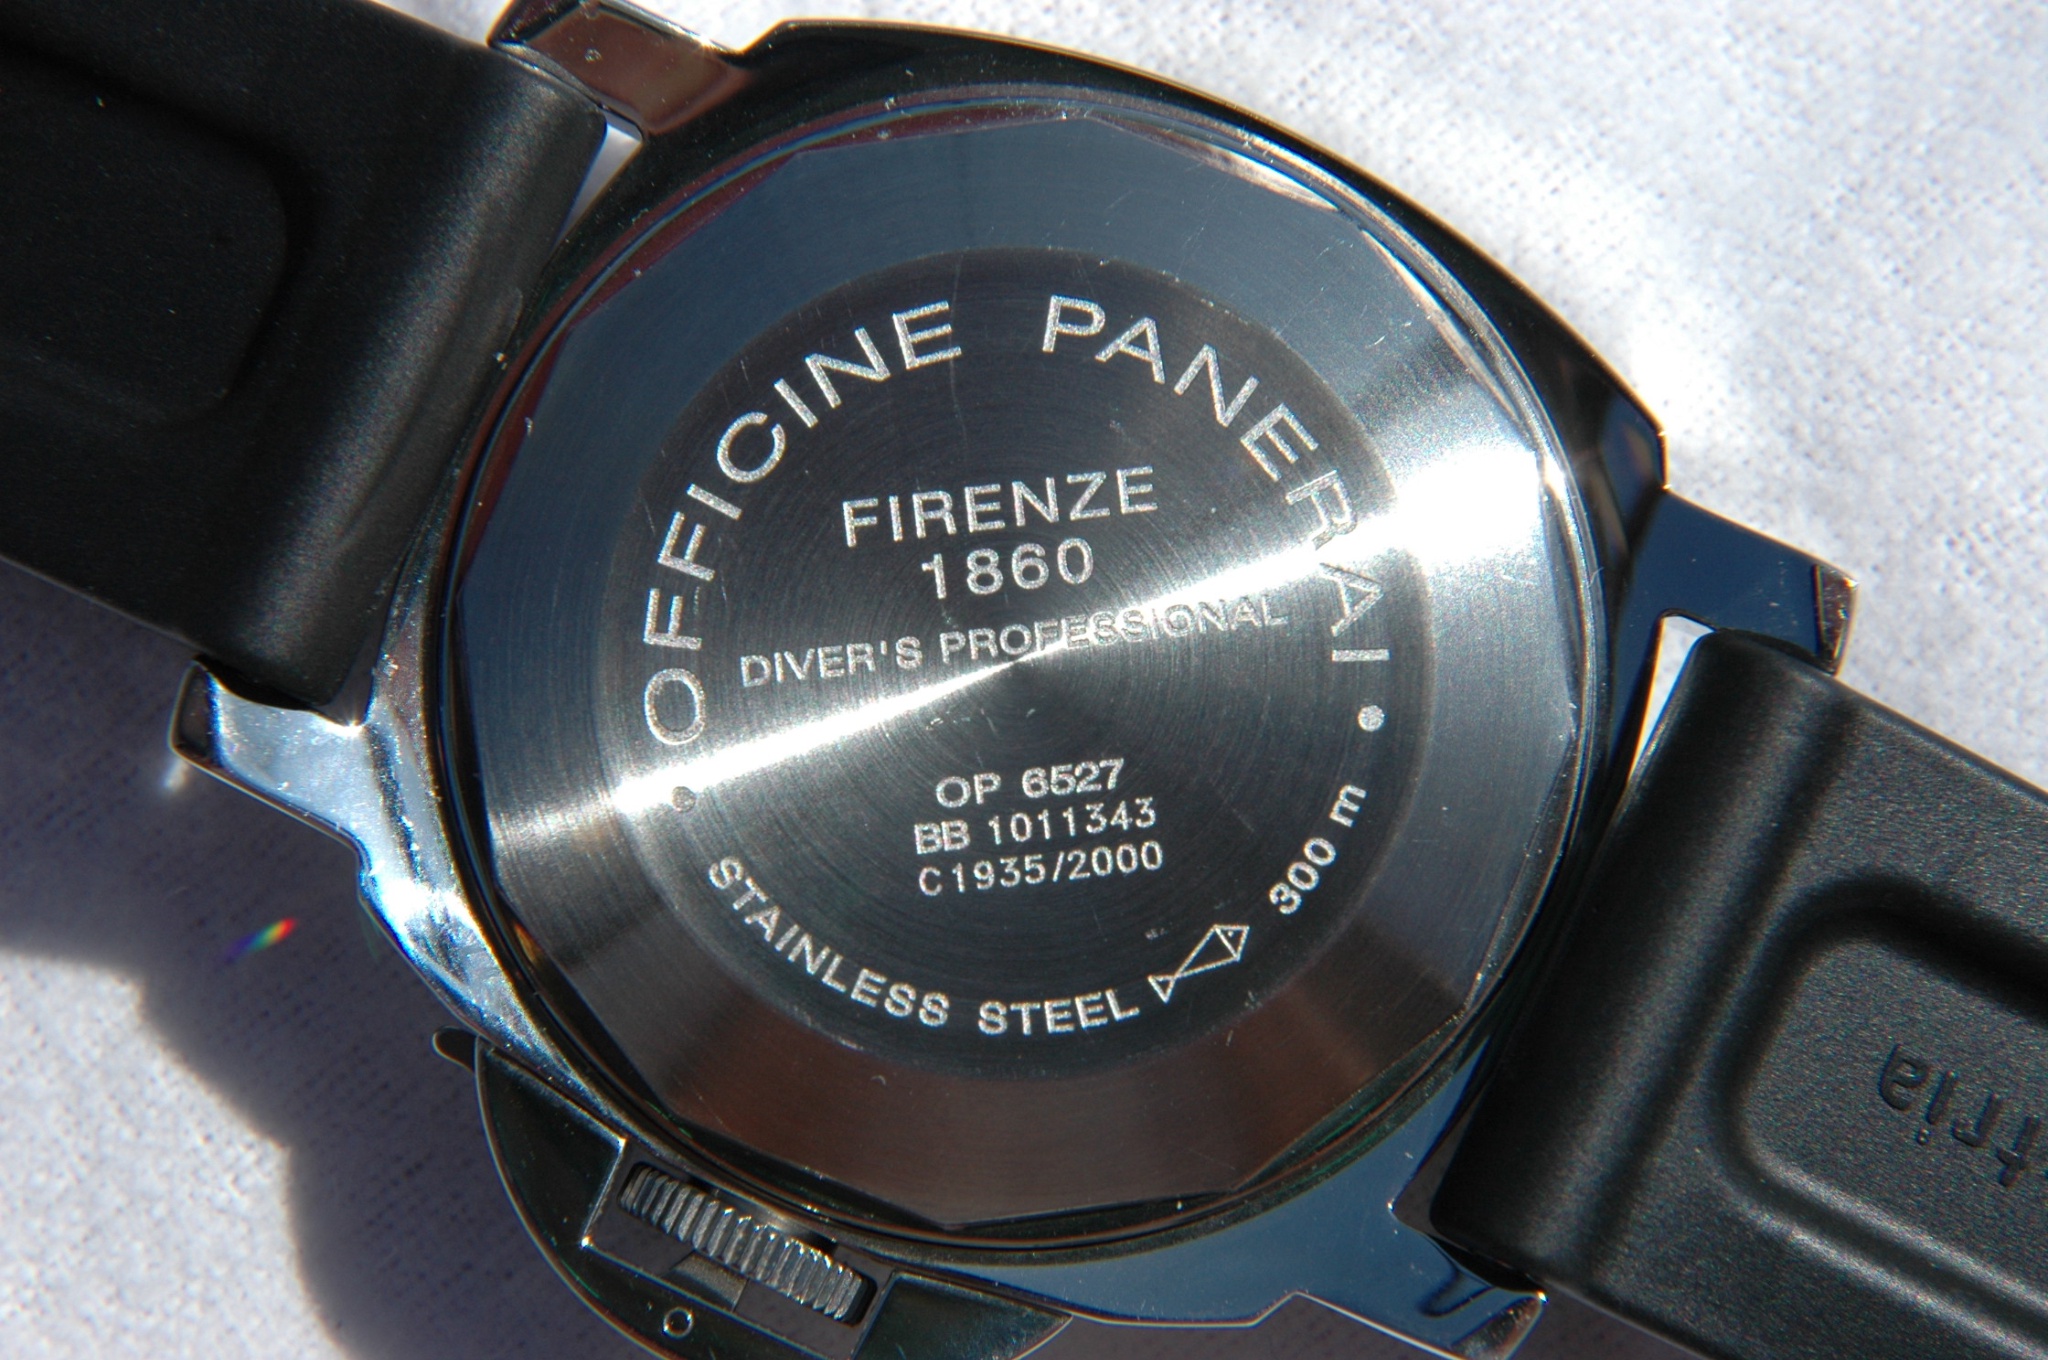 OFFICINE PANERAI
FIRENZE
1860
DIVER'S PROFESSIONAL
OP 6527
BB 1011343
C1935/2000
STAINLESS STEEL 300 m